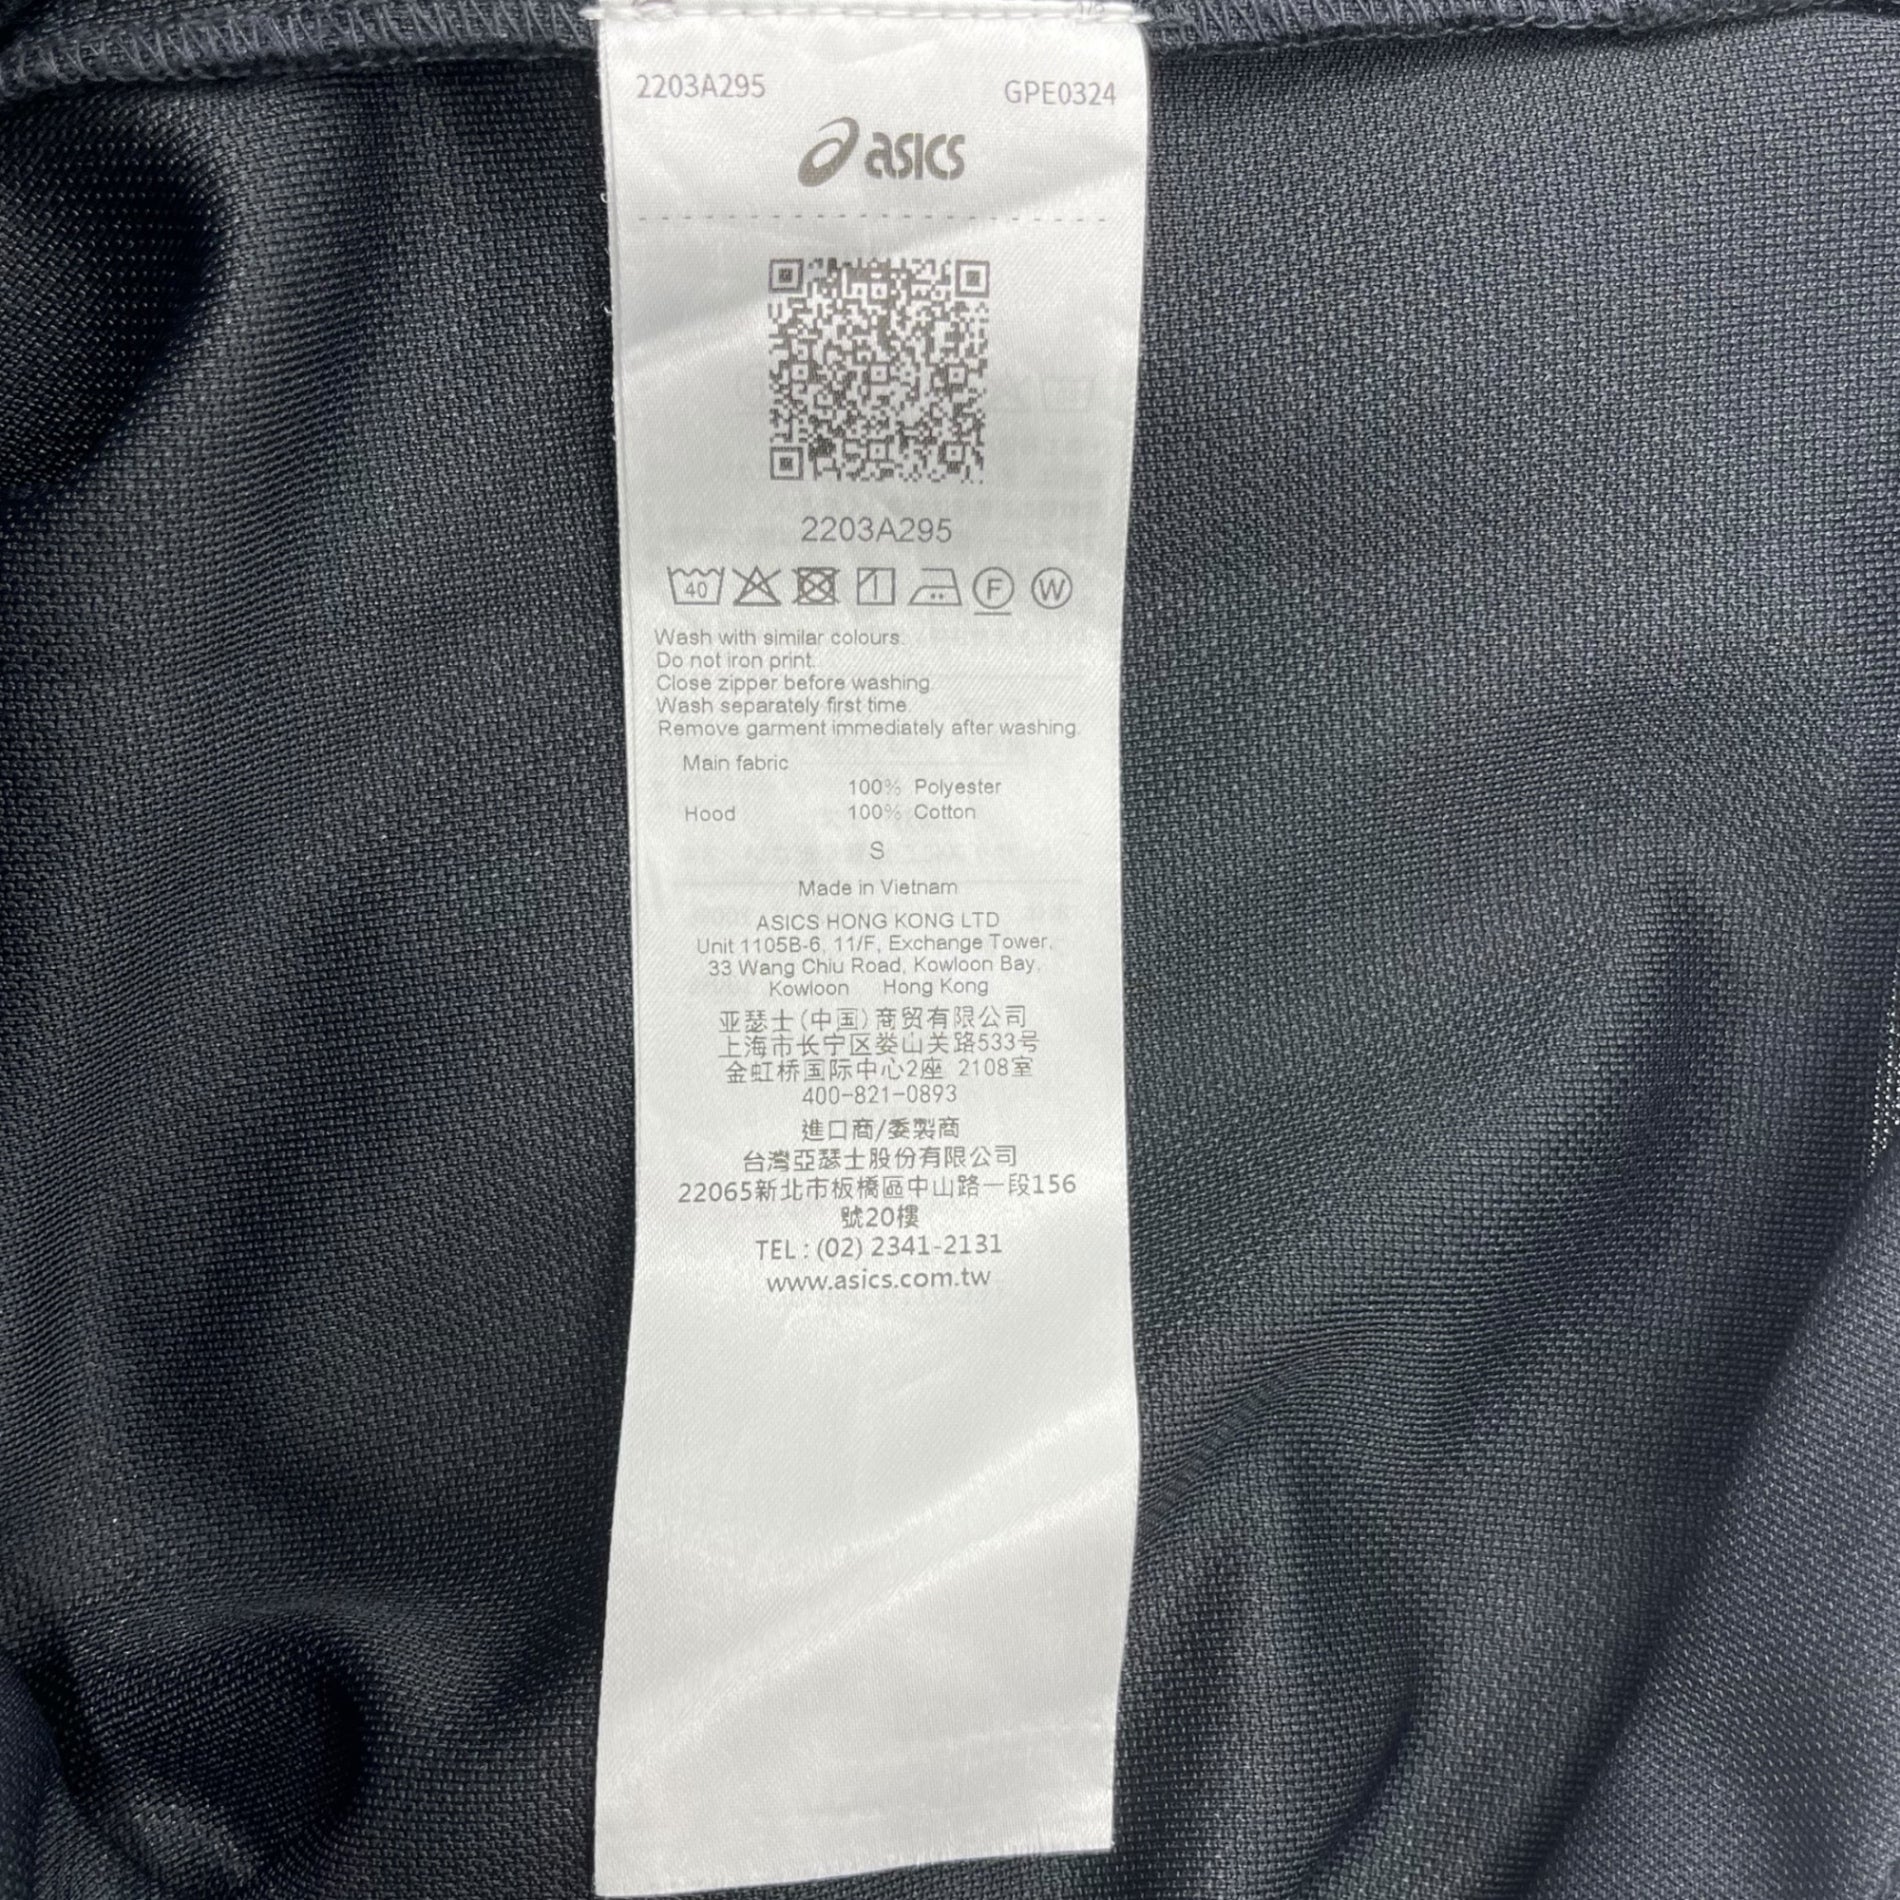 2203A295 GPE0324
asics
2203A295
40 F W
Wash with similar colours.
Do not iron print.
Close zipper before washing.
Wash separately first time.
Remove garment immediately after washing.
Main fabric
100% Polyester
Hood 100% Cotton
S
Made in Vietnam
ASICS HONG KONG LTD
Unit 1105B-6, 11/F, Exchange Tower,
33 Wang Chiu Road, Kowloon Bay,
Kowloon Hong Kong
亚瑟士(中国)商贸有限公司
上海市长宁区娄山关路533号
金虹桥国际中心2座 2108室
400-821-0893
進口商/委製商
台灣亞瑟士股份有限公司
22065新北市板橋區中山路一段156
號20樓
TEL : (02) 2341-2131
www.asics.com.tw